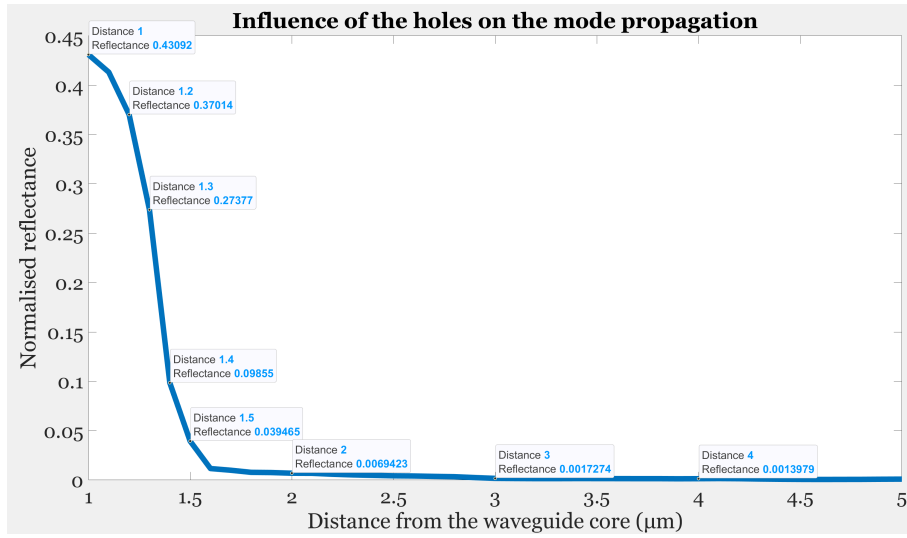 Influence of the holes on the mode propagation
Distance 1
Reflectance 0.43092
Distance 1.2
Reflectance 0.37014
Distance 1.3
Reflectance 0.27377
Distance 1.4
Reflectance 0.09855
Distance 1.5
Reflectance 0.039465
Distance 2
Reflectance 0.0069423
Distance 3
Reflectance 0.0017274
Distance 4
Reflectance 0.0013979
Normalised reflectance
0.45
0.4
0.35
0.3
0.25
0.2
0.15
0.1
0.05
0
1
1.5
2
2.5
3
3.5
4
4.5
5
Distance from the waveguide core (μm)